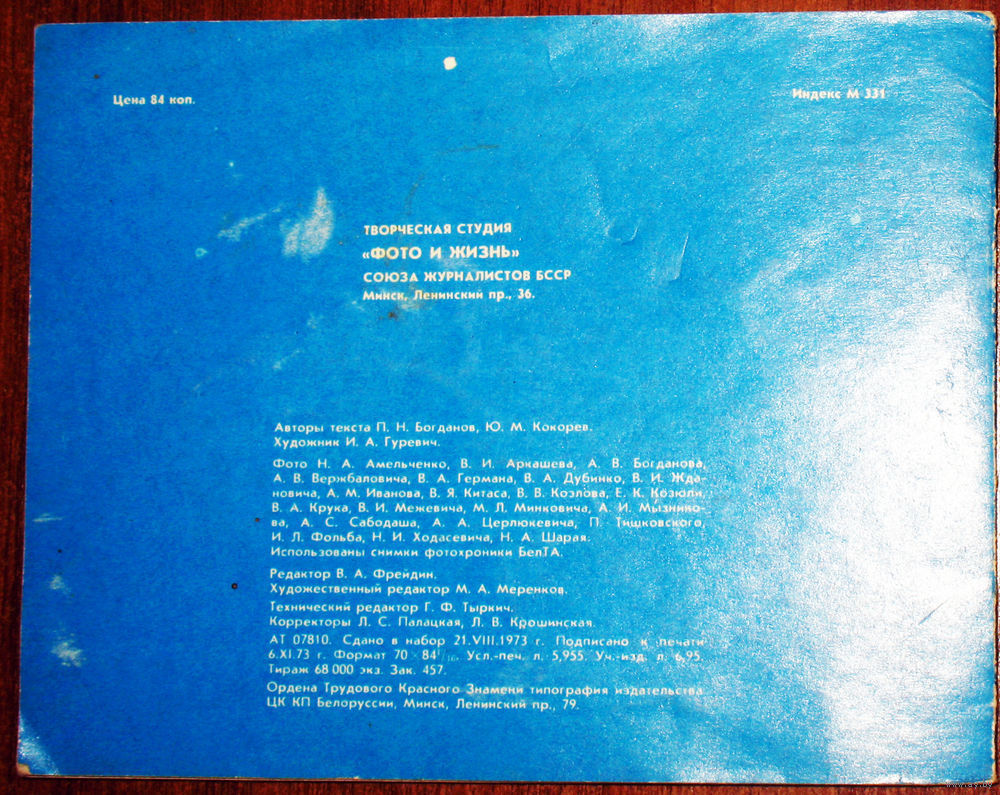 Цена 84 коп.
Индекс М 331
ТВОРЧЕСКАЯ СТУДИЯ
«ФОТО И ЖИЗНЬ»
СОЮЗА ЖУРНАЛИСТОВ БССР
Минск, Ленинский пр., 36.
Авторы текста П. Н. Богданов, Ю. М. Кокорев.
Художник И. А. Гуревич.
Фото Н. А. Амельченко, В. И. Аркашева, А. В. Богданова,
А. В. Вержбаловича, В. А. Германа, В. А. Дубинко, В. И. Жда-
новича, А. М. Иванова, В. Я. Китаса, В. В. Козлова, Е. К. Козюли,
В. А. Крука, В. И. Межевича, М. Л. Минковича, А. И. Мызнико-
ва, А. С. Сабодаша, А. А. Церлюкевича, П. Тишковского,
И. Л. Фольба, Н. И. Ходасевича, Н. А. Шарая.
Использованы снимки фотохроники БелТА.
Редактор В. А. Фрейдин.
Художественный редактор М. А. Меренков.
Технический редактор Г. Ф. Тыркич.
Корректоры Л. С. Палацкая, Л. В. Крошинская.
АТ 07810. Сдано в набор 21.VIII.1973 г. Подписано к печати
6.XI.73 г. Формат 70×84¹/₁₆. Усл.-печ. л. 5,955. Уч.-изд. л. 6,95.
Тираж 68 000 экз. Зак. 457.
Ордена Трудового Красного Знамени типография издательства
ЦК КП Белоруссии, Минск, Ленинский пр., 79.